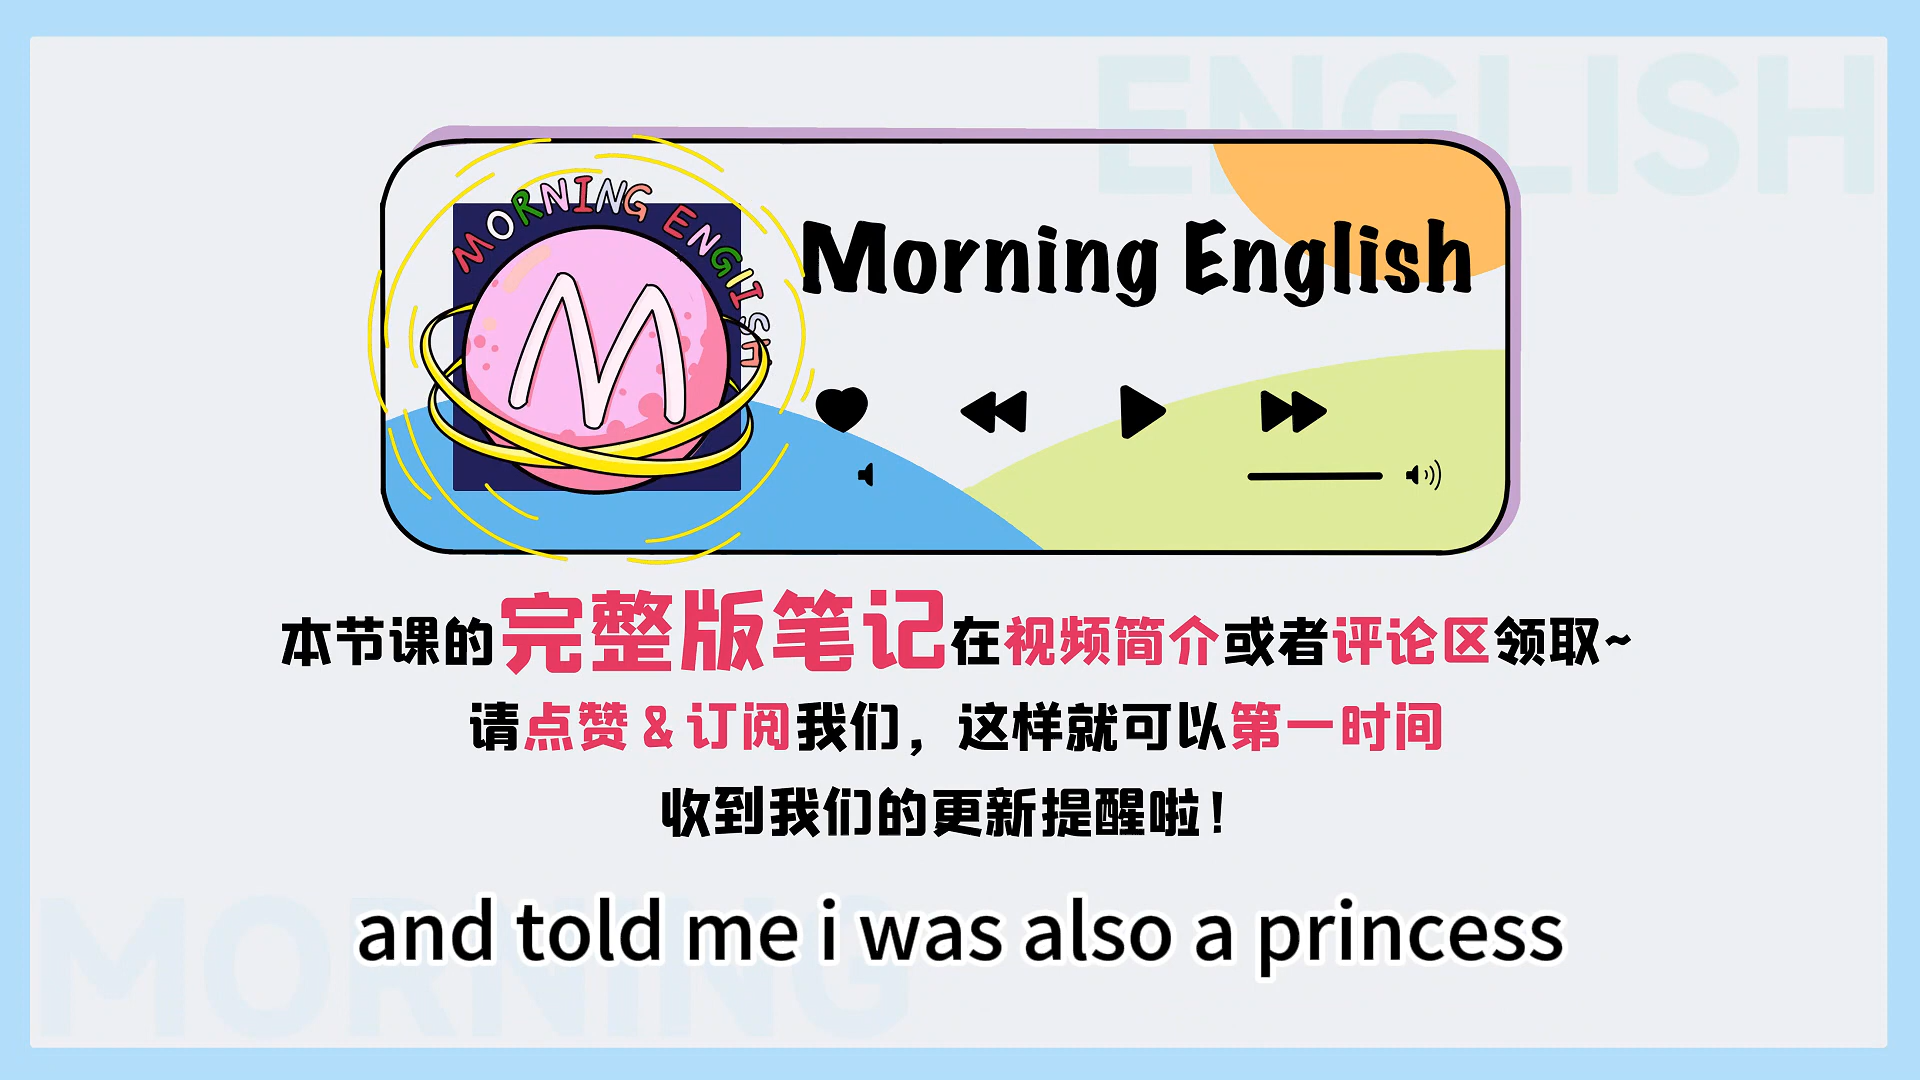 ENGLISH
MORNING ENGlISH
M
Morning English
本节课的完整版笔记在视频简介或者评论区领取~
请点赞&订阅我们，这样就可以第一时间
收到我们的更新提醒啦！
and told me i was also a princess
MORNING